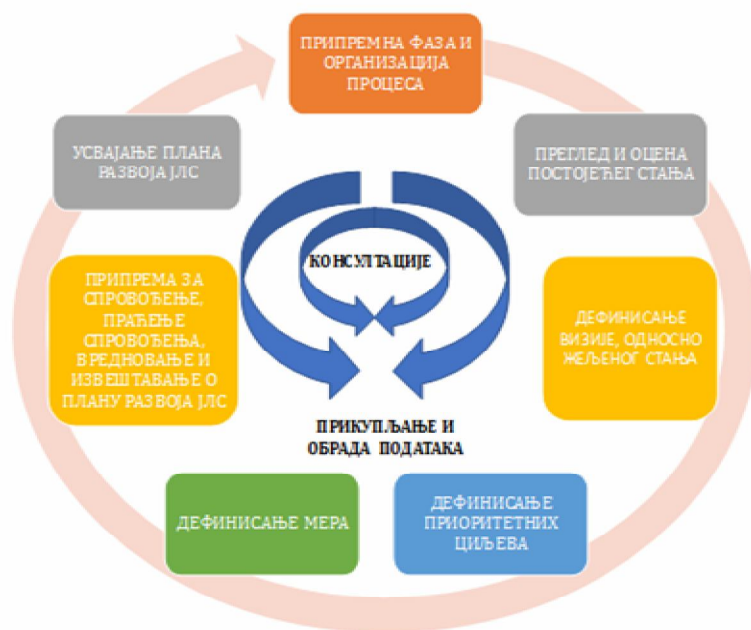 ПРИПРЕМНА ФАЗА И
ОРГАНИЗАЦИЈА
ПРОЦЕСА
ПРЕГЛЕД И ОЦЕНА
ПОСТОЈЕЋЕГ СТАЊА
ДЕФИНИСАЊЕ
ВИЗИЈЕ, ОДНОСНО
ЖЕЉЕНОГ СТАЊА
ДЕФИНИСАЊЕ
ПРИОРИТЕТНИХ
ЦИЉЕВА
ДЕФИНИСАЊЕ МЕРА
ПРИПРЕМА ЗА
СПРОВОЂЕЊЕ,
ПРАЋЕЊЕ
СПРОВОЂЕЊА,
ВРЕДНОВАЊЕ И
ИЗВЕШТАВАЊЕ О
ПЛАНУ РАЗВОЈА ЈЛС
УСВАЈАЊЕ ПЛАНА
РАЗВОЈА ЈЛС
КОНСУЛТАЦИЈЕ
ПРИКУПЉАЊЕ И
ОБРАДА ПОДАТАКА